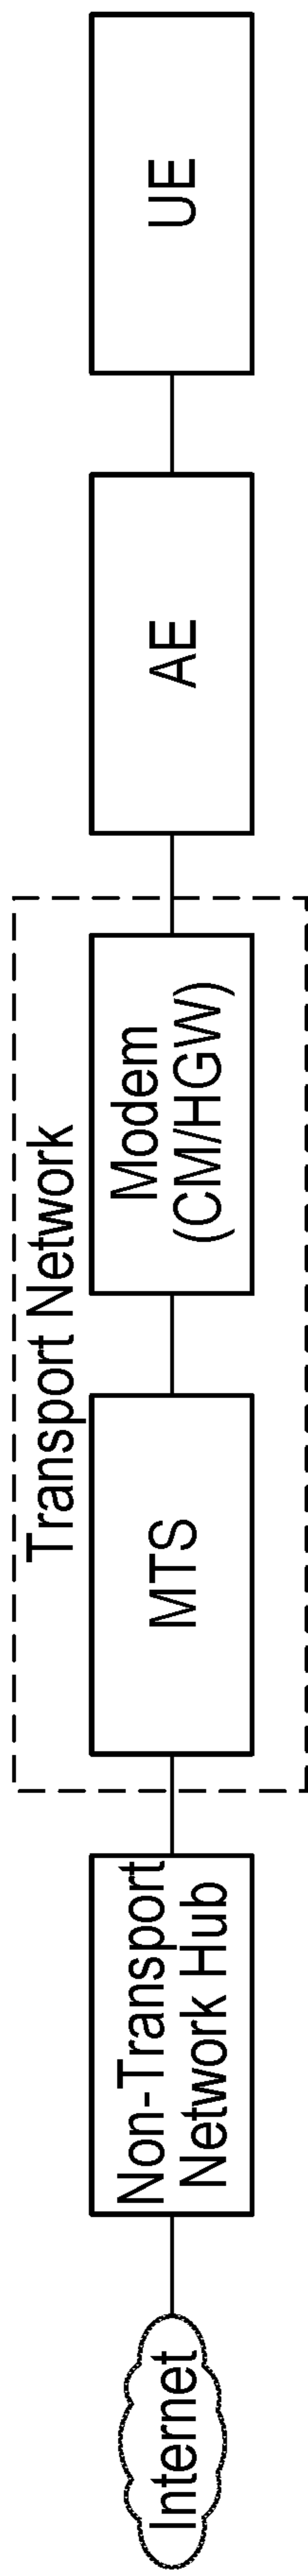 Transport Network
Internet
Non-Transport
Network Hub
MTS
Modem
(CM/HGW)
AE
UE